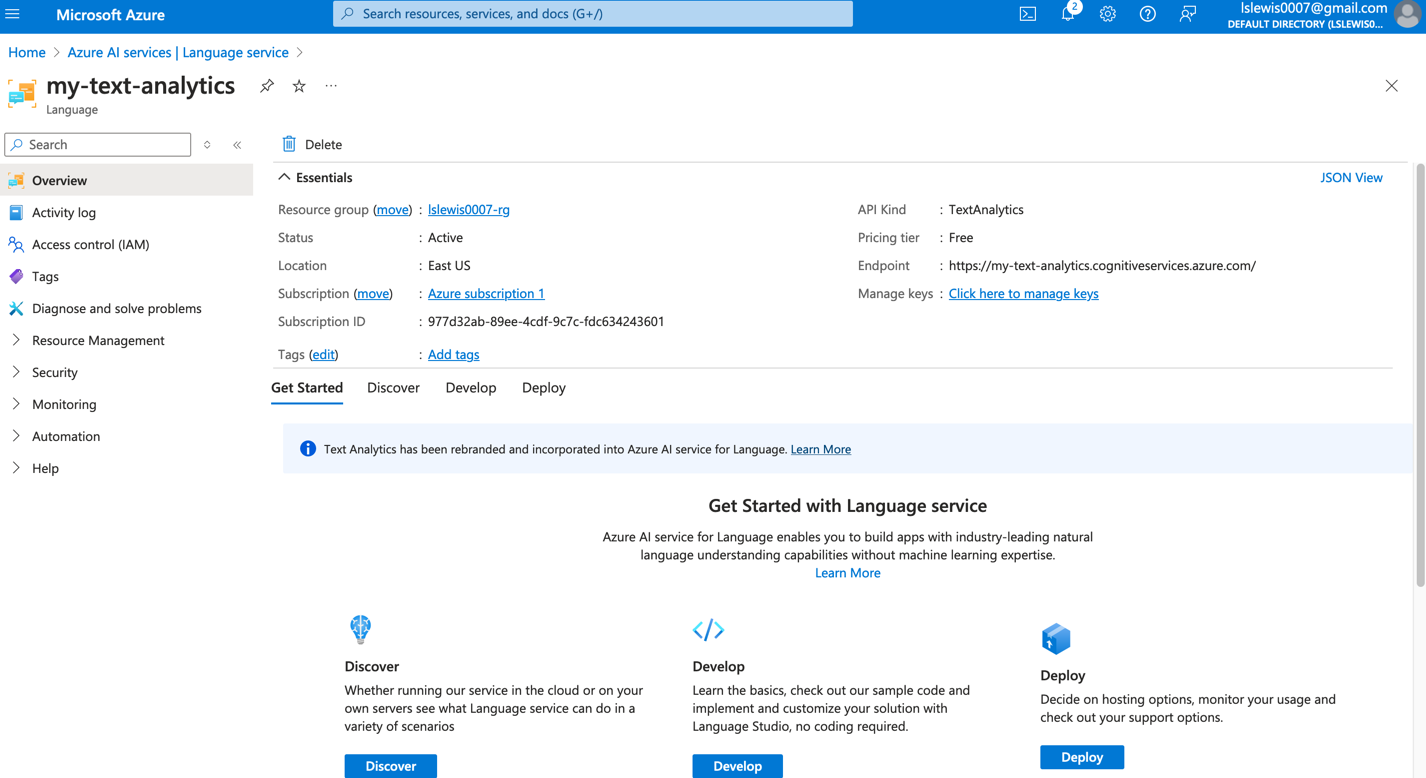 Microsoft Azure
Search resources, services, and docs (G+/)
2
lslewis0007@gmail.com
DEFAULT DIRECTORY (LSLEWIS0...
Home > Azure AI services | Language service >
my-text-analytics
Language
Search
Overview
Activity log
Access control (IAM)
Tags
Diagnose and solve problems
Resource Management
Security
Monitoring
Automation
Help
Delete
Essentials
JSON View
Resource group (move) : lslewis0007-rg
Status : Active
Location : East US
Subscription (move) : Azure subscription 1
Subscription ID : 977d32ab-89ee-4cdf-9c7c-fdc634243601
Tags (edit) : Add tags
API Kind : TextAnalytics
Pricing tier : Free
Endpoint : https://my-text-analytics.cognitiveservices.azure.com/
Manage keys : Click here to manage keys
Get Started Discover Develop Deploy
Text Analytics has been rebranded and incorporated into Azure AI service for Language. Learn More
Get Started with Language service
Azure AI service for Language enables you to build apps with industry-leading natural
language understanding capabilities without machine learning expertise.
Learn More
Discover
Whether running our service in the cloud or on your
own servers see what Language service can do in a
variety of scenarios
Discover
Develop
Learn the basics, check out our sample code and
implement and customize your solution with
Language Studio, no coding required.
Develop
Deploy
Decide on hosting options, monitor your usage and
check out your support options.
Deploy